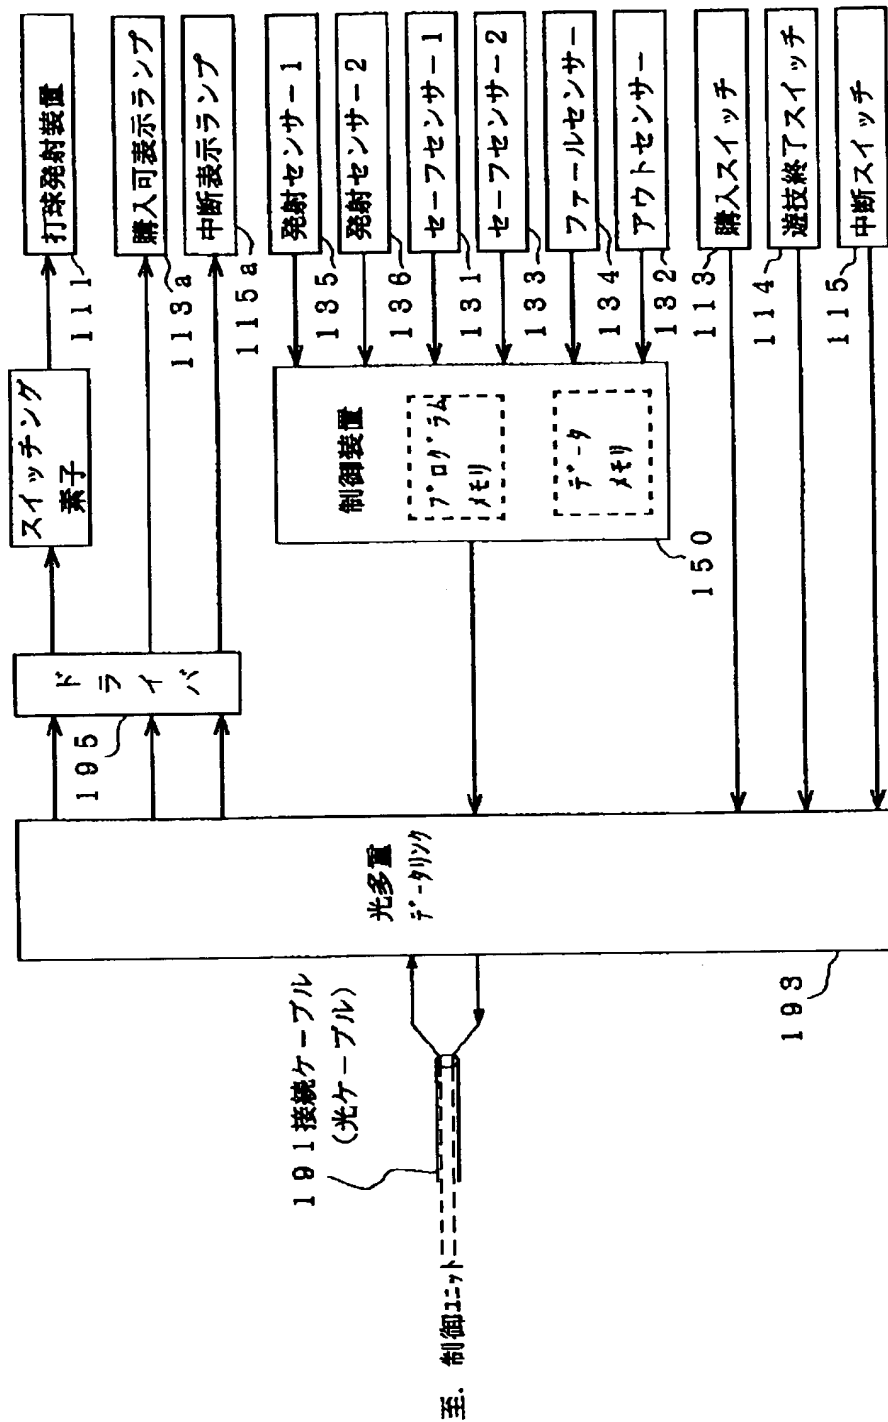 打球発射装置
111
購入可表示ランプ
113a
中断表示ランプ
115a
発射センサー1
135
発射センサー2
136
セーフセンサー1
131
セーフセンサー2
133
ファールセンサー
134
アウトセンサー
132
購入スイッチ
113
遊技終了スイッチ
114
中断スイッチ
115
スイッチング
素子
制御装置
プログラム
メモリ
データ
メモリ
150
ドライバ
195
光多重
データリンク
193
191接続ケーブル
(光ケーブル)
至.制御ユニット